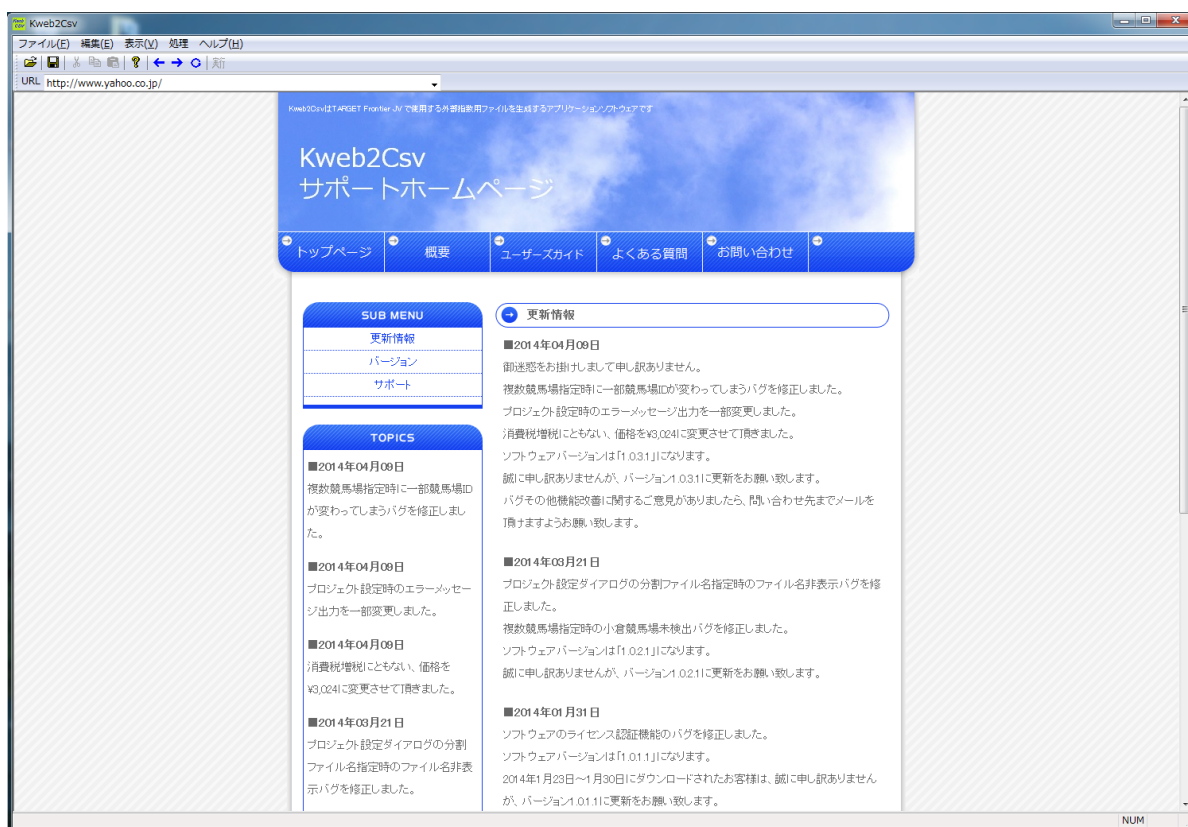 Kweb2Csv
ファイル(F) 編集(E) 表示(V) 処理 ヘルプ(H)
URL http://www.yahoo.co.jp/
Kweb2CsvはTARGET Frontier JVで使用する外部指数用ファイルを生成するアプリケーションソフトウェアです
Kweb2Csv
サポートホームページ
トップページ 概要 ユーザーズガイド よくある質問 お問い合わせ
SUB MENU
更新情報
バージョン
サポート
TOPICS
■2014年04月09日
複数競馬場指定時に一部競馬場ID
が変わってしまうバグを修正しまし
た。
■2014年04月09日
プロジェクト設定時のエラーメッセー
ジ出力を一部変更しました。
■2014年04月09日
消費税増税にともない、価格を
¥3,024に変更させて頂きました。
■2014年03月21日
プロジェクト設定ダイアログの分割
ファイル名指定時のファイル名非表
示バグを修正しました。
更新情報
■2014年04月09日
御迷惑をお掛けしまして申し訳ありません。
複数競馬場指定時に一部競馬場IDが変わってしまうバグを修正しました。
プロジェクト設定時のエラーメッセージ出力を一部変更しました。
消費税増税にともない、価格を¥3,024に変更させて頂きました。
ソフトウェアバージョンは「1.0.3.1」になります。
誠に申し訳ありませんが、バージョン1.0.3.1に更新をお願い致します。
バグその他機能改善に関するご意見がありましたら、問い合わせ先までメールを
頂けますようお願い致します。
■2014年03月21日
プロジェクト設定ダイアログの分割ファイル名指定時のファイル名非表示バグを修
正しました。
複数競馬場指定時の小倉競馬場未検出バグを修正しました。
ソフトウェアバージョンは「1.0.2.1」になります。
誠に申し訳ありませんが、バージョン1.0.2.1に更新をお願い致します。
■2014年01月31日
ソフトウェアのライセンス認証機能のバグを修正しました。
ソフトウェアバージョンは「1.0.1.1」になります。
2014年1月23日～1月30日にダウンロードされたお客様は、誠に申し訳ありません
が、バージョン1.0.1.1に更新をお願い致します。
NUM